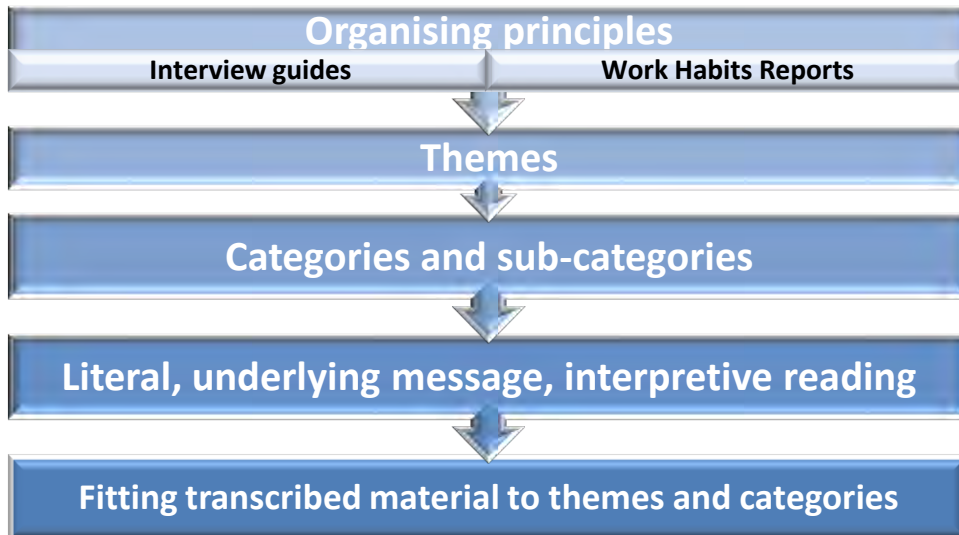 Organising principles
Interview guides Work Habits Reports
Themes
Categories and sub-categories
Literal, underlying message, interpretive reading
Fitting transcribed material to themes and categories